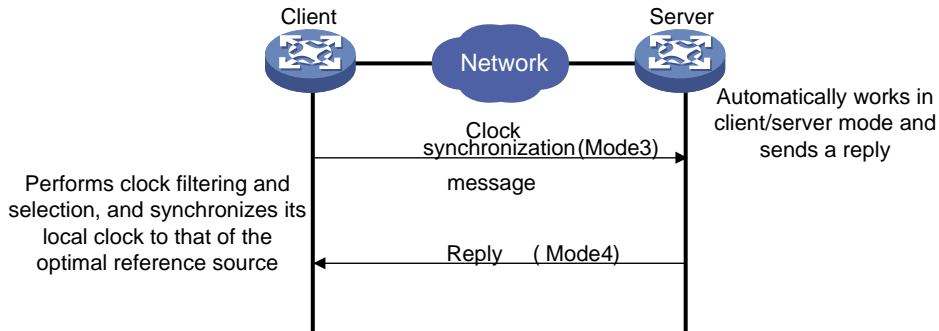 Client
Server
Network
Automatically works in
client/server mode and
sends a reply
Clock
synchronization (Mode3)
message
Performs clock filtering and
selection, and synchronizes its
local clock to that of the
optimal reference source
Reply ( Mode4)